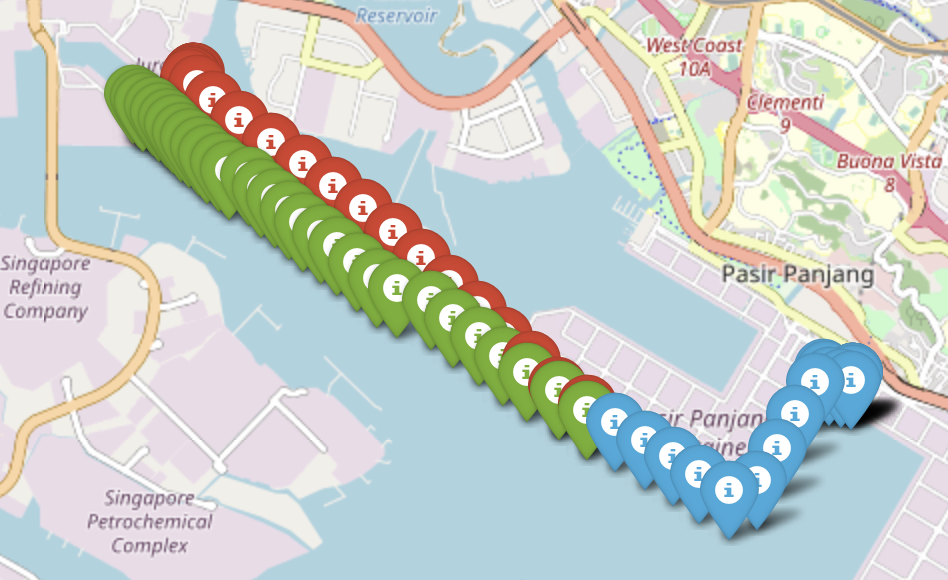 Reservoir
West Coast
10A
Clementi
9
Buona Vista
8
Singapore
Refining
Company
Pasir Panjang
sir Panjan
aine
Singapore
Petrochemical
Complex